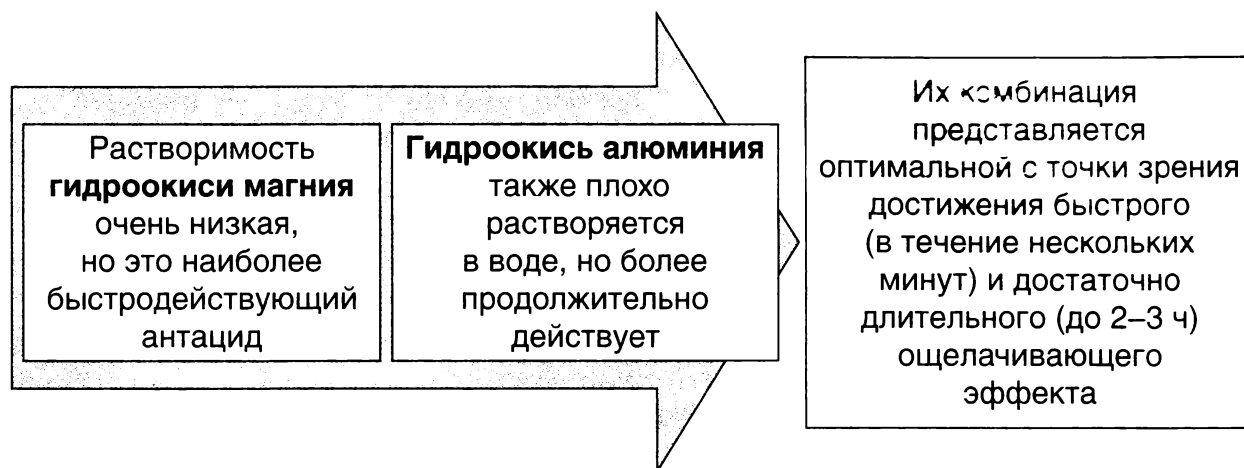 Растворимость
гидроокиси магния
очень низкая,
но это наиболее
быстродействующий
антацид
Гидроокись алюминия
также плохо
растворяется
в воде, но более
продолжительно
действует
Их комбинация
представляется
оптимальной с точки зрения
достижения быстрого
(в течение нескольких
минут) и достаточно
длительного (до 2–3 ч)
ощелачивающего
эффекта